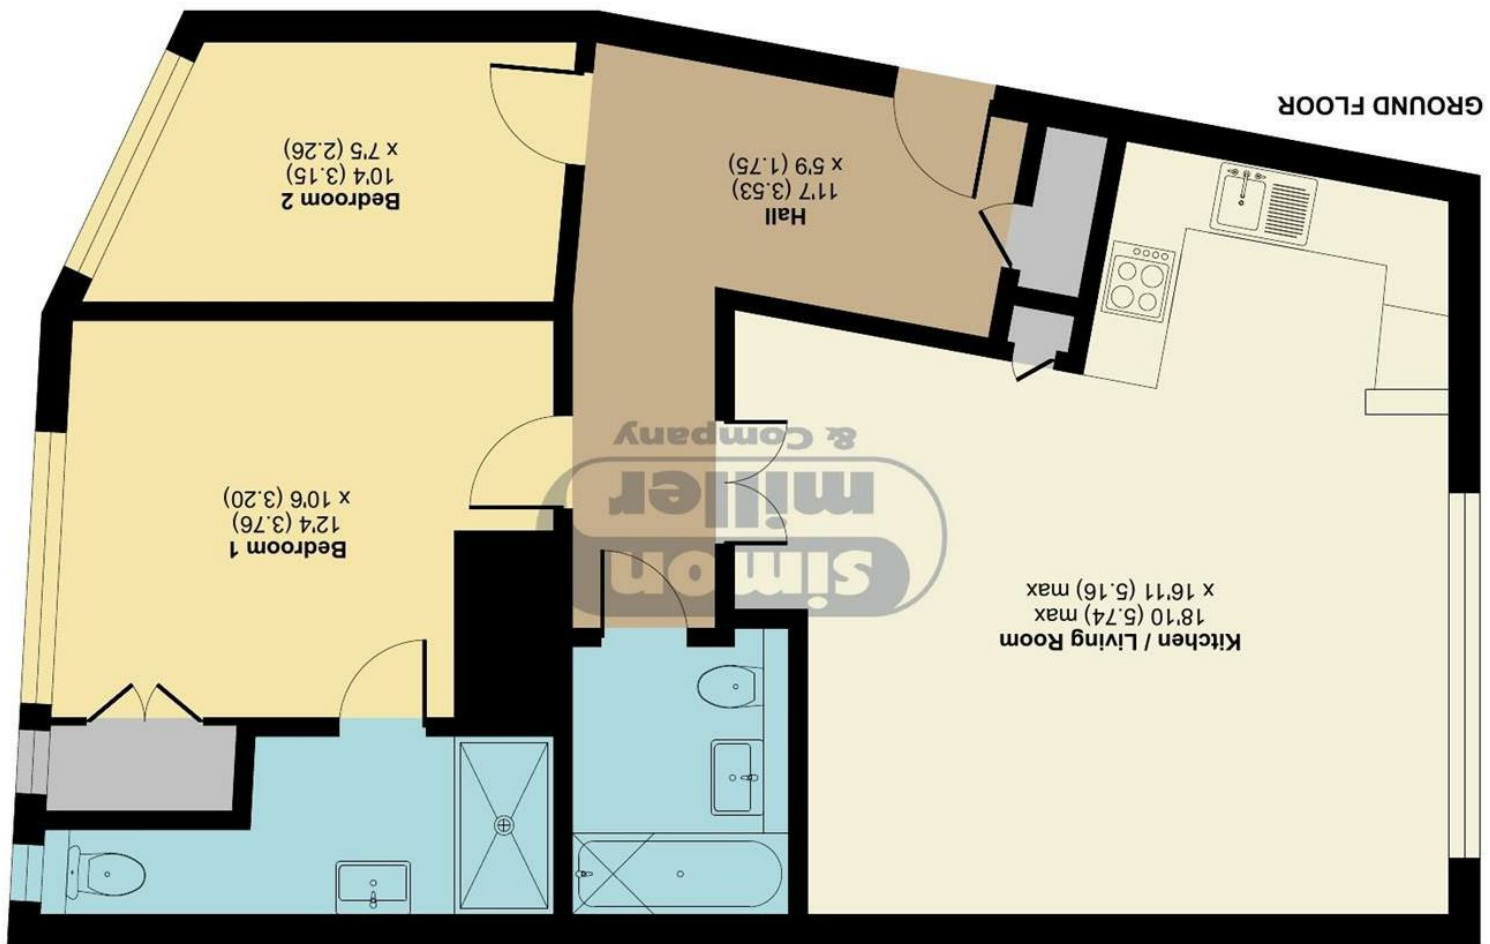 Kitchen / Living Room
18'10 (5.74) max
x 16'11 (5.16) max
simon
miller
& Company
Bedroom 1
12'4 (3.76)
x 10'6 (3.20)
Hall
11'7 (3.53)
x 5'9 (1.75)
Bedroom 2
10'4 (3.15)
x 7'5 (2.26)
GROUND FLOOR